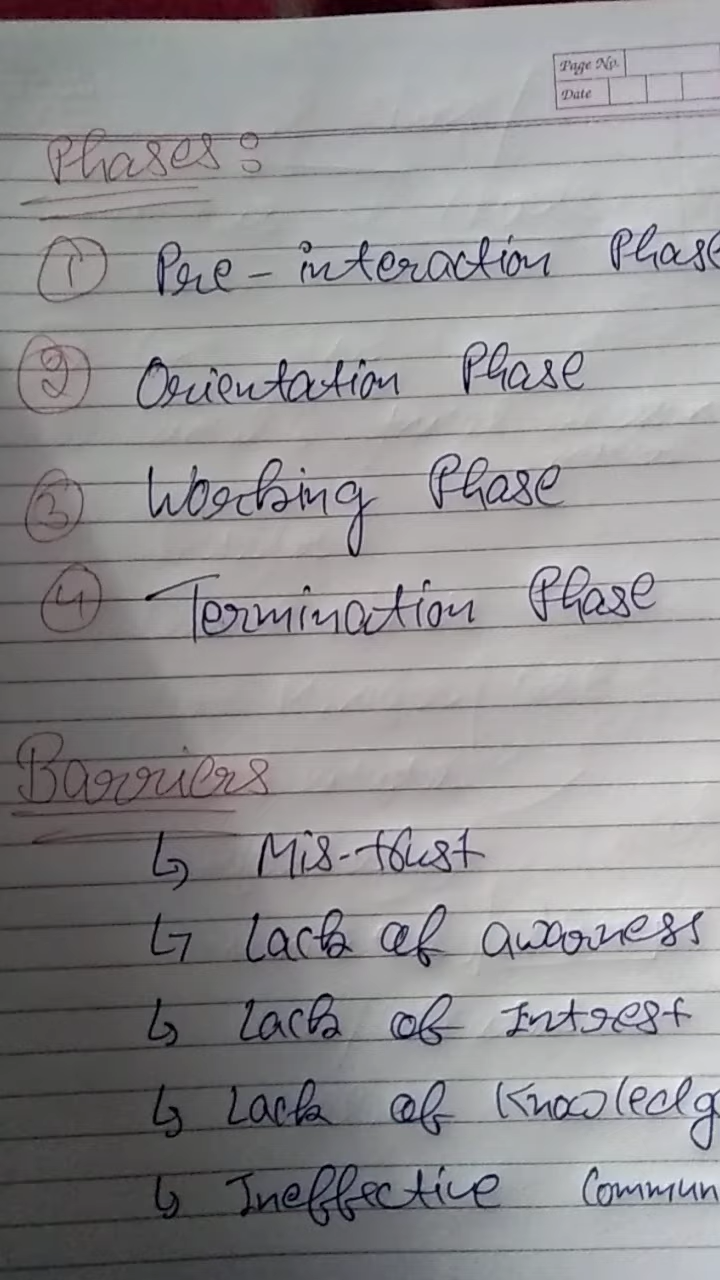 Page No.
Date
Phases:
1 Pre-interaction Phase
2 Orientation Phase
3 Working Phase
4 Termination Phase
Barriers
↳ Mis-trust
↳ Lack of awarness
↳ Lack of Intrest
↳ Lack of Knowledg
↳ Ineffective Commun